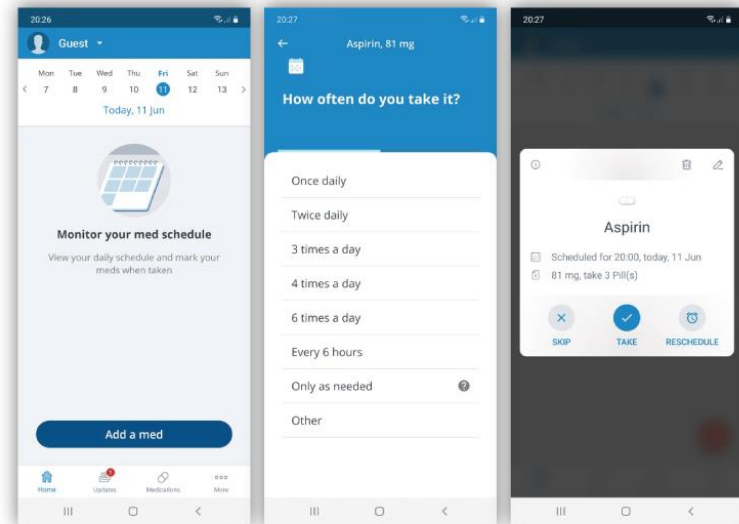 20:26
Guest
Mon Tue Wed Thu Fri Sat Sun
7 8 9 10 11 12 13
Today, 11 Jun
Monitor your med schedule
View your daily schedule and mark your
meds when taken
Add a med
1
Home Updates Medications More
20:27
Aspirin, 81 mg
How often do you take it?
Once daily
Twice daily
3 times a day
4 times a day
6 times a day
Every 6 hours
Only as needed ?
Other
20:27
Aspirin
Scheduled for 20:00, today, 11 Jun
81 mg, take 3 Pill(s)
SKIP TAKE RESCHEDULE